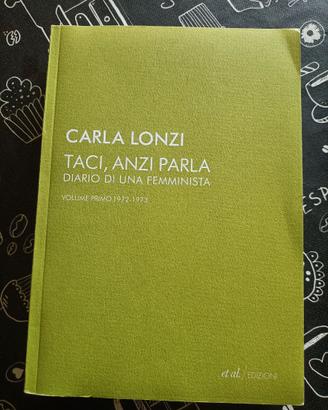 CARLA LONZI
TACI, ANZI PARLA
DIARIO DI UNA FEMMINISTA
VOLUME PRIMO 1972-1973
et al. / EDIZIONI